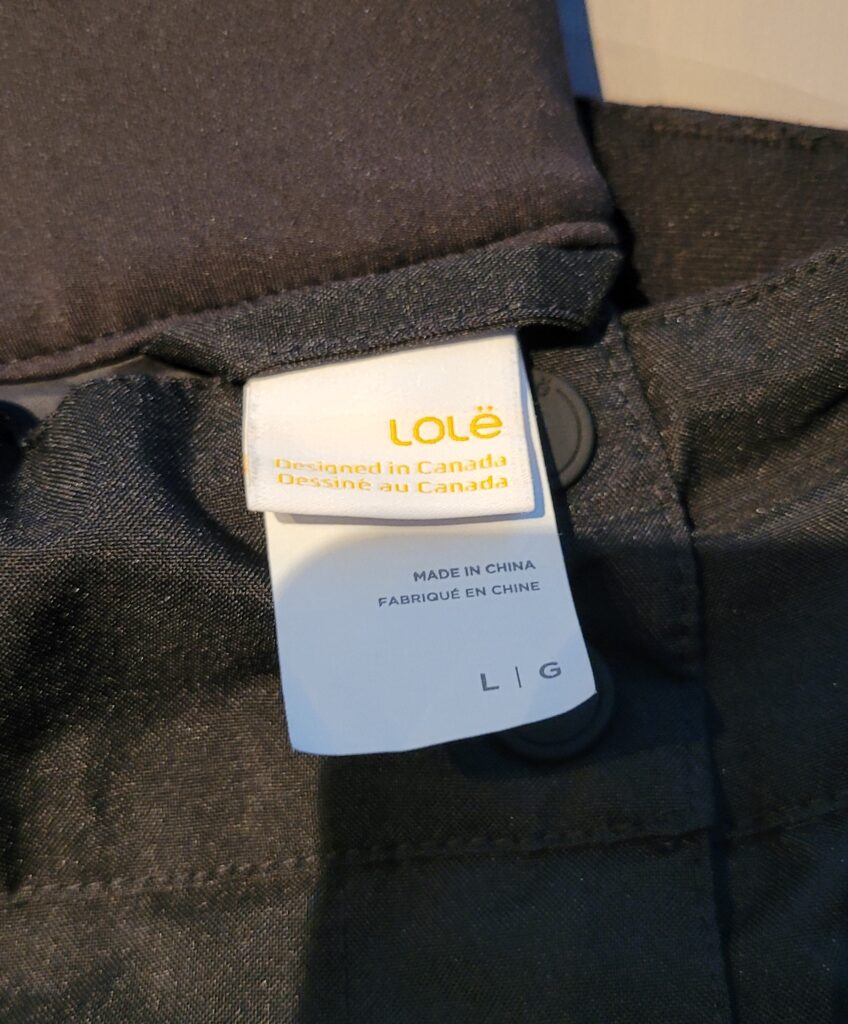 Lolë
Designed in Canada
Dessiné au Canada
MADE IN CHINA
FABRIQUÉ EN CHINE
L | G